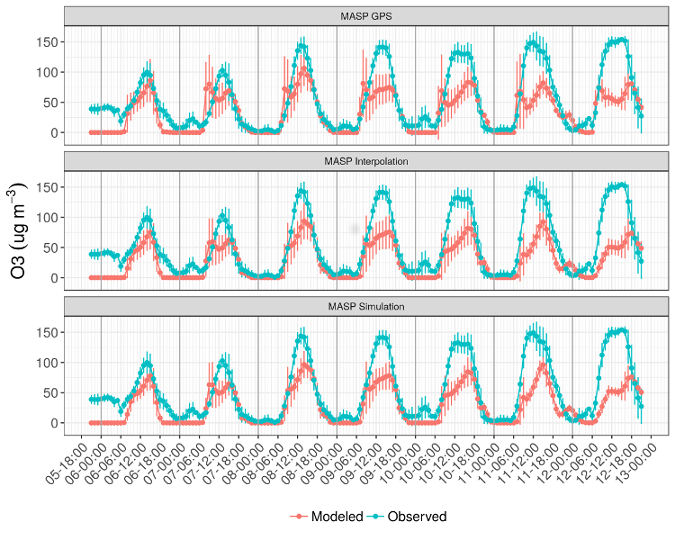 MASP GPS
150
100
50
0
MASP Interpolation
150
100
50
0
O3 (ug m⁻³)
MASP Simulation
150
100
50
0
05-18:00 06-00:00 06-06:00 06-12:00 06-18:00 07-00:00 07-06:00 07-12:00 07-18:00 08-00:00 08-06:00 08-12:00 08-18:00 09-00:00 09-06:00 09-12:00 09-18:00 10-00:00 10-06:00 10-12:00 10-18:00 11-00:00 11-06:00 11-12:00 11-18:00 12-00:00 12-06:00 12-12:00 12-18:00 13-00:00
Modeled Observed